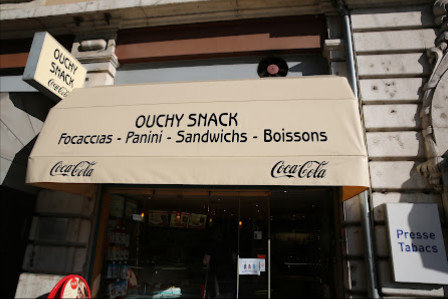 OUCHY
SNACK
Coca-Cola
OUCHY SNACK
Focaccias - Panini - Sandwichs - Boissons
Coca-Cola Coca-Cola
Presse
Tabacs